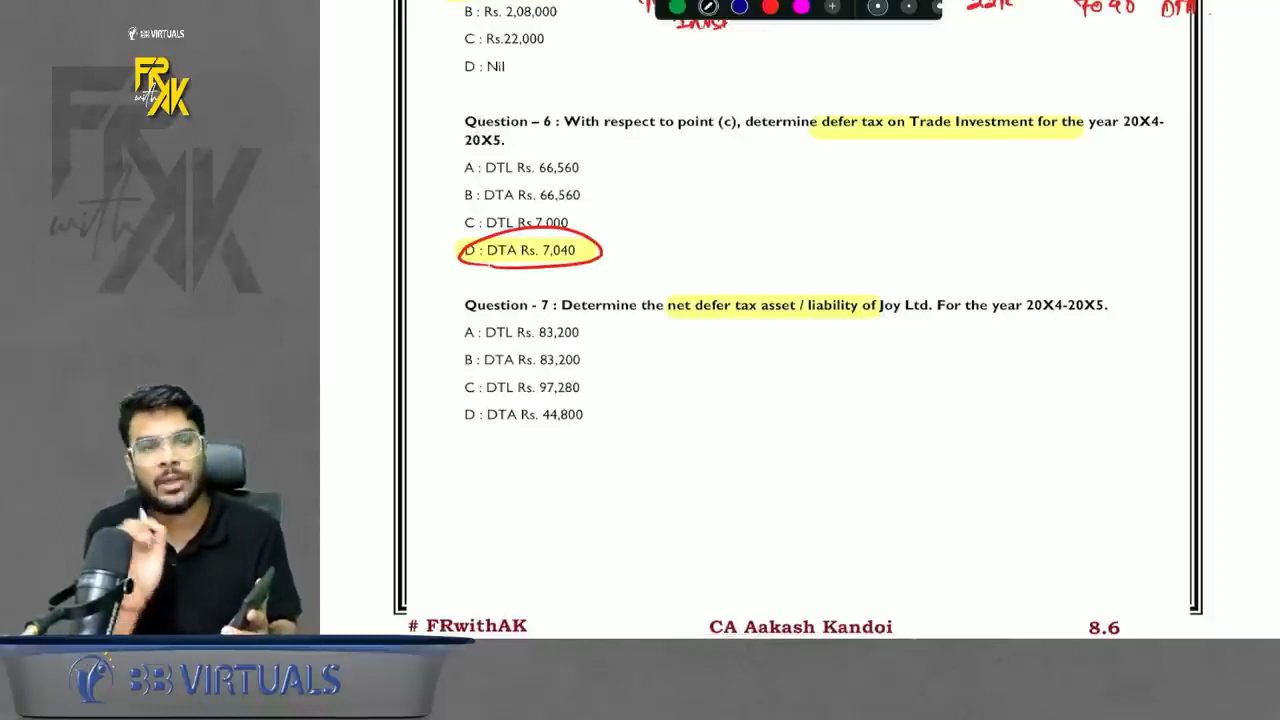 B : Rs. 2,08,000
C : Rs.22,000
D : Nil
BB VIRTUALS
FR
with
AK
Question – 6 : With respect to point (c), determine defer tax on Trade Investment for the year 20X4-
20X5.
A : DTL Rs. 66,560
B : DTA Rs. 66,560
C : DTL Rs.7,000
D : DTA Rs. 7,040
Question - 7 : Determine the net defer tax asset / liability of Joy Ltd. For the year 20X4-20X5.
A : DTL Rs. 83,200
B : DTA Rs. 83,200
C : DTL Rs. 97,280
D : DTA Rs. 44,800
# FRwithAK
CA Aakash Kandoi
8.6
BB VIRTUALS